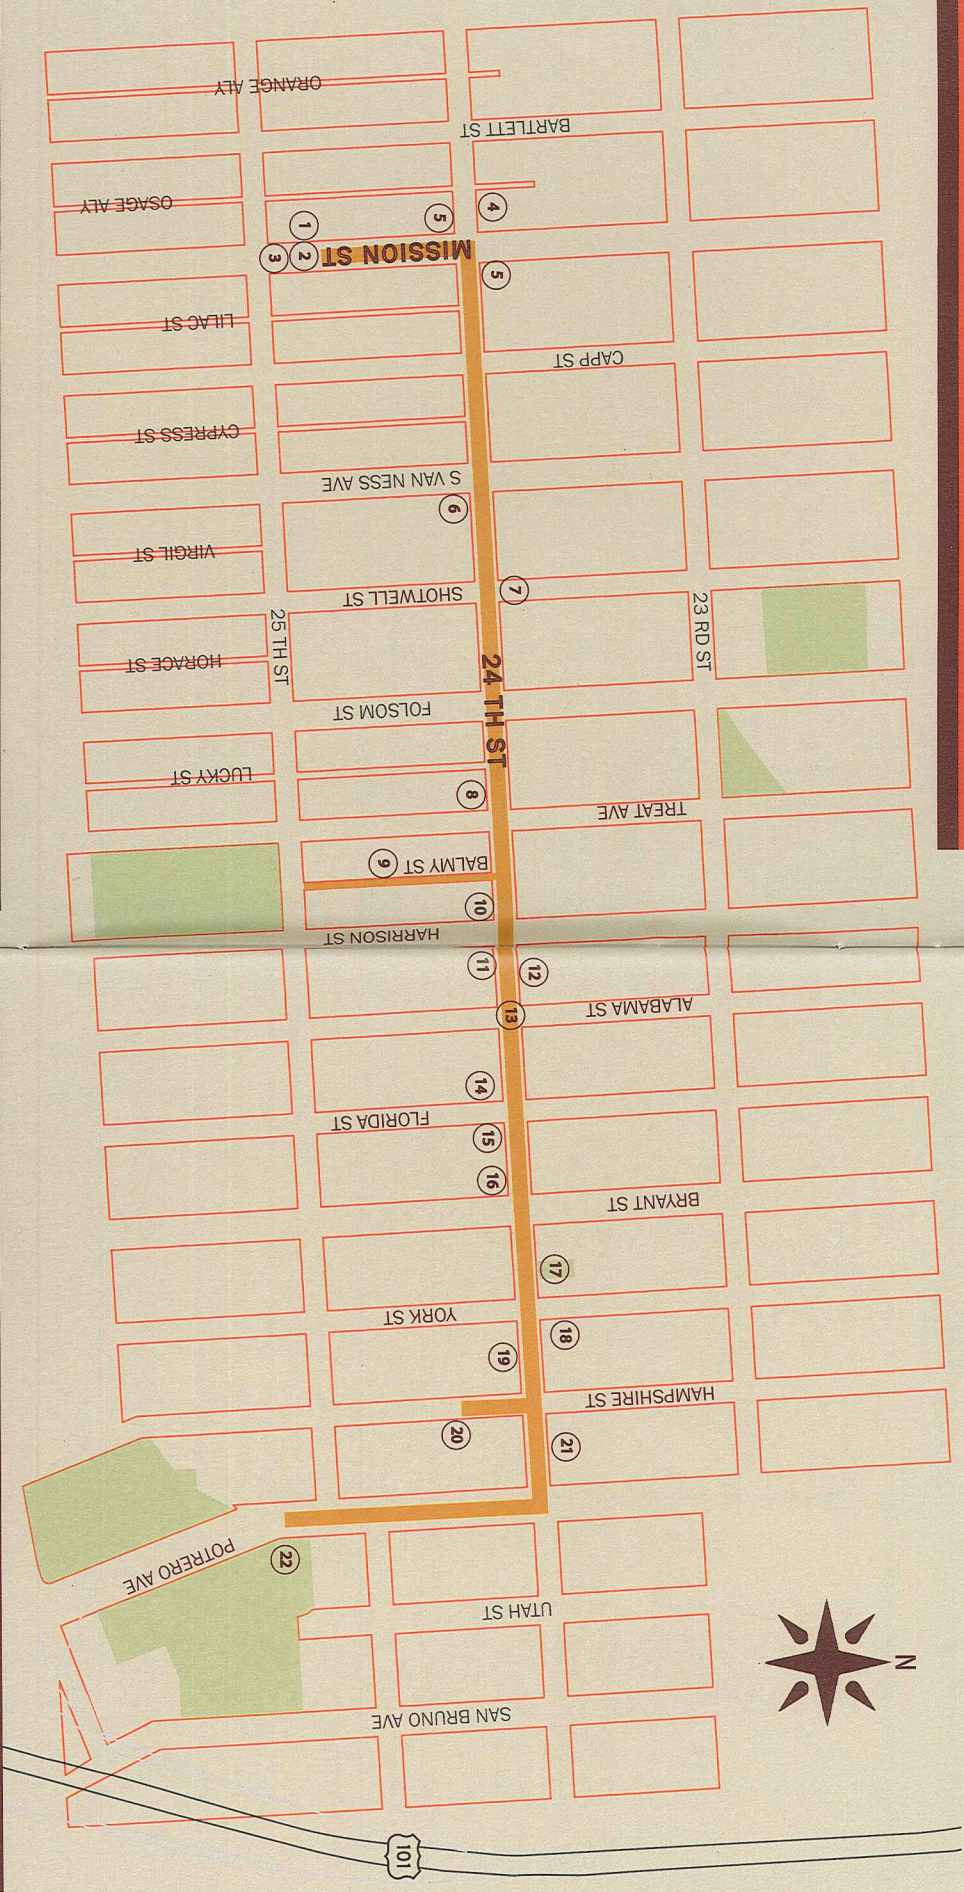 ORANGE ALY
BARTLETT ST
OSAGE ALY
1
5
4
MISSION ST
3
2
5
LILAC ST
CAPP ST
CYPRESS ST
S VAN NESS AVE
6
VIRGIL ST
7
SHOTWELL ST
25 TH ST
23 RD ST
HORACE ST
24 TH ST
FOLSOM ST
LUCKY ST
8
TREAT AVE
BALMY ST
9
10
HARRISON ST
11
12
ALABAMA ST
13
14
FLORIDA ST
15
16
BRYANT ST
17
YORK ST
18
19
HAMPSHIRE ST
20
21
POTRERO AVE
22
UTAH ST
N
SAN BRUNO AVE
101